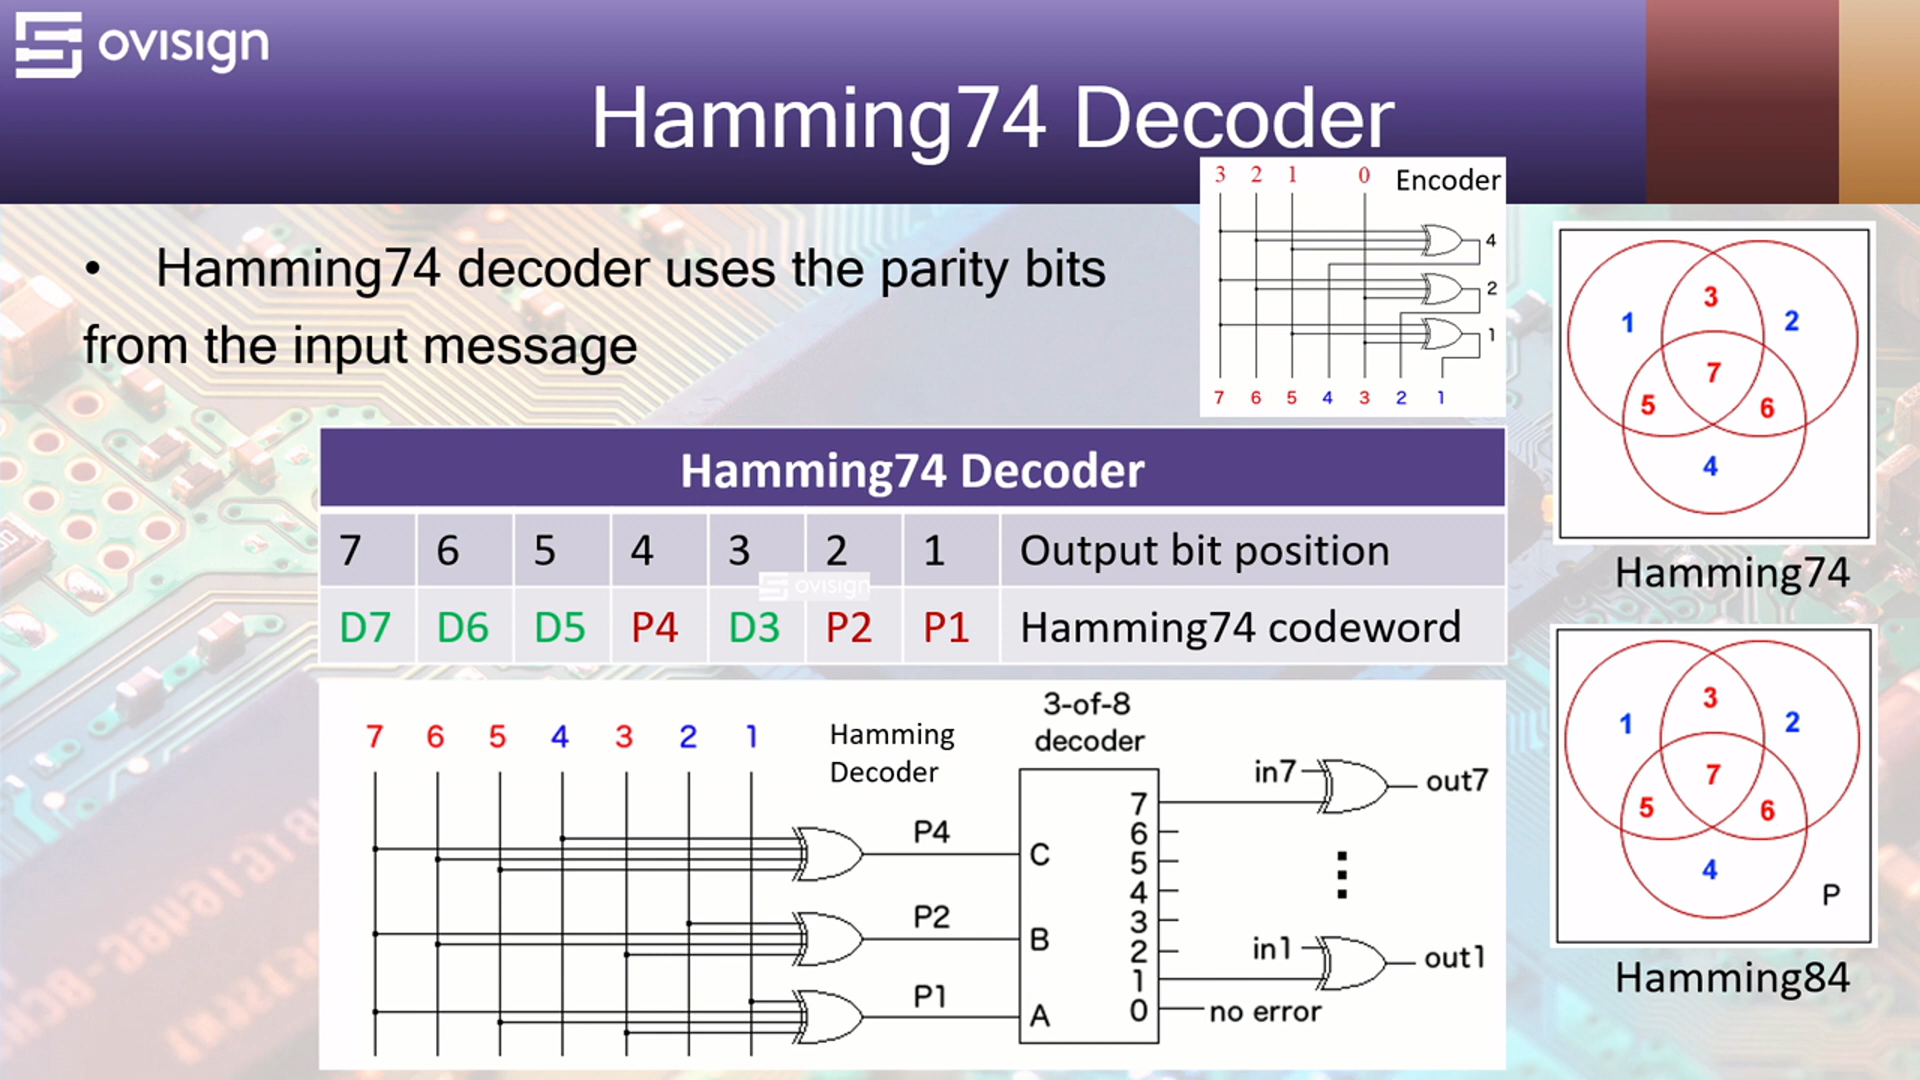 OVISIGN
Hamming74 Decoder
3 2 1 0 Encoder
4
2
1
7 6 5 4 3 2 1
• Hamming74 decoder uses the parity bits
from the input message
1 3 2
7
5 6
4
Hamming74
Hamming74 Decoder
7 6 5 4 3 2 1 Output bit position
ovisign
D7 D6 D5 P4 D3 P2 P1 Hamming74 codeword
1 3 2
7
5 6
4
P
Hamming84
7 6 5 4 3 2 1
Hamming
Decoder
3-of-8
decoder
P4
P2
P1
C
B
A
7
6
5
4
3
2
1
0
in7
out7
in1
out1
no error